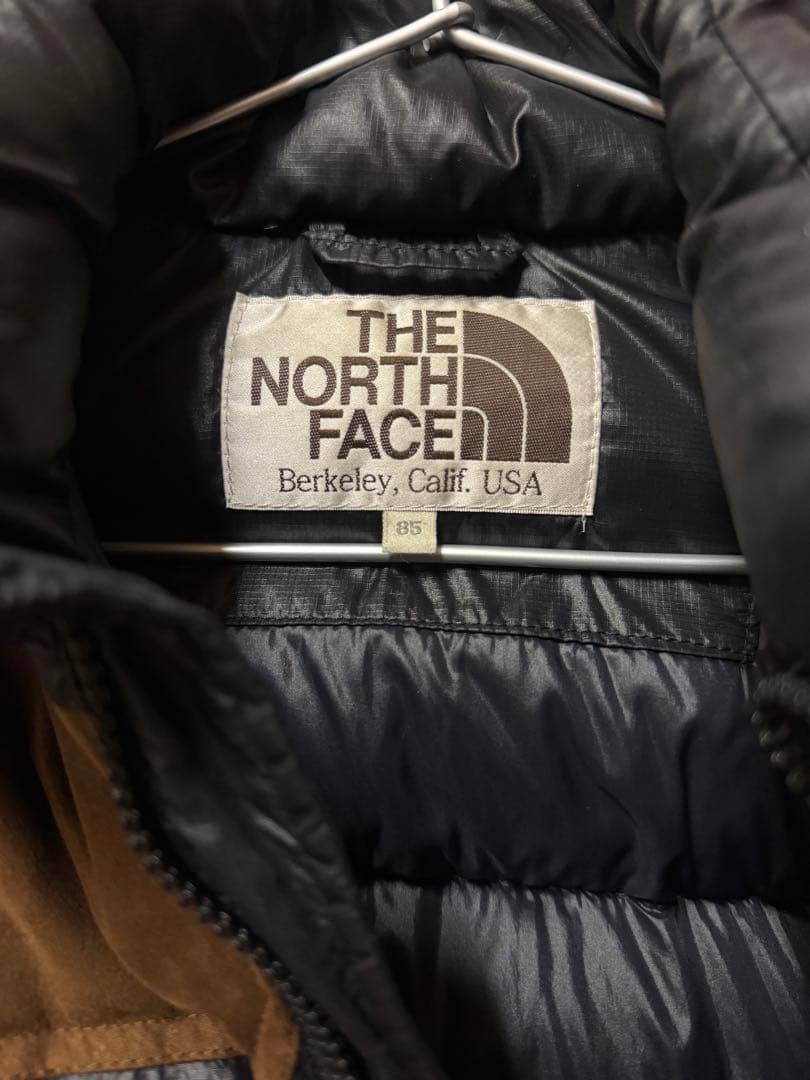 THE
NORTH
FACE
Berkeley, Calif. USA
85